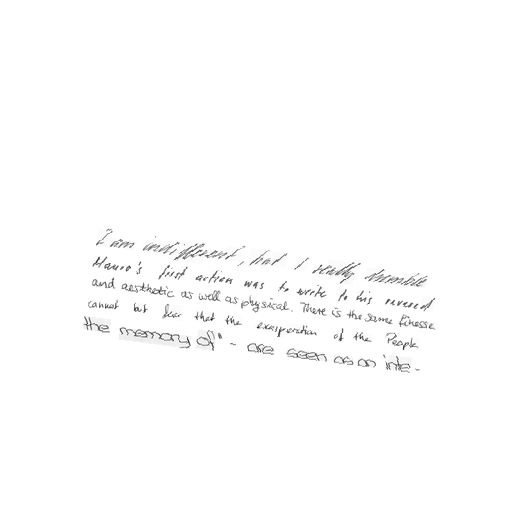 I am indifferent, but I really tremble
Mauro's first action was to write to his revered
and aesthetic as well as physical. There is the same finesse
cannot but fear that the exasperation of the People
the memory of" - are seen as an inte-